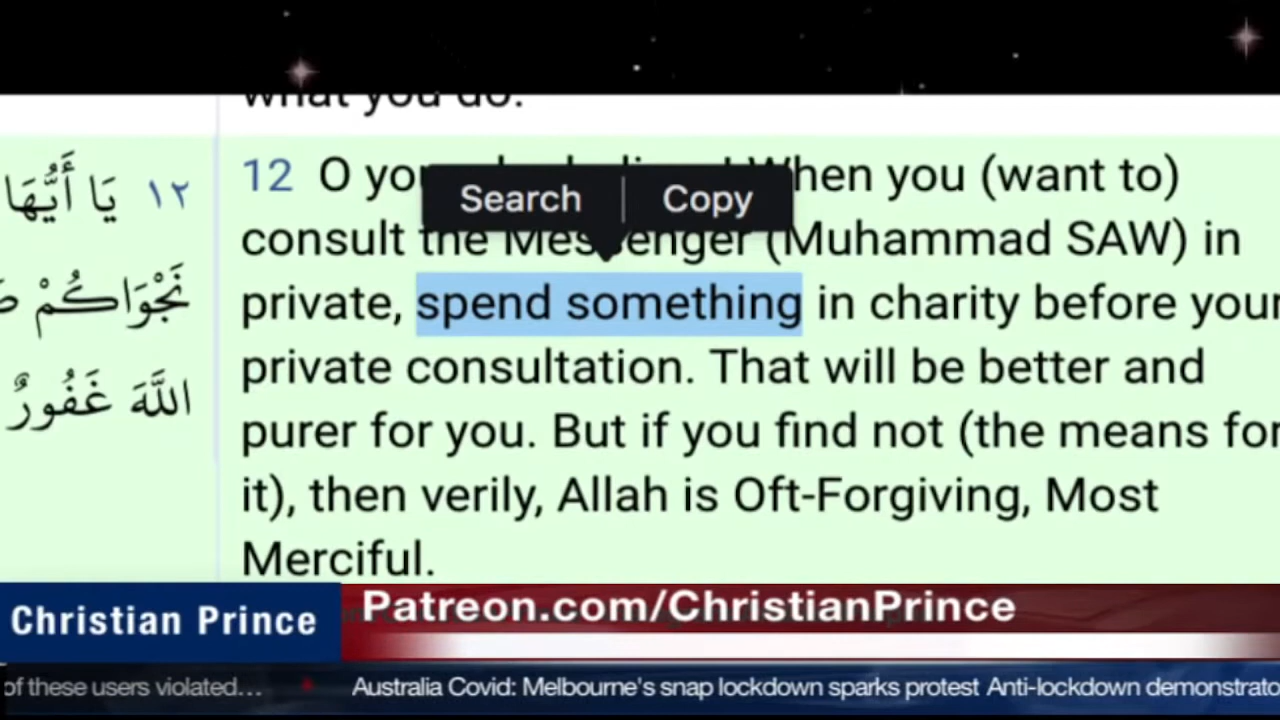 what you do.
١٢ يَا أَيُّهَا
نَجْوَاكُمْ
اللَّهَ غَفُورٌ
12 O you hen you (want to)
Search Copy
consult the Messenger (Muhammad SAW) in
private, spend something in charity before your
private consultation. That will be better and
purer for you. But if you find not (the means for
it), then verily, Allah is Oft-Forgiving, Most
Merciful.
Christian Prince
Patreon.com/ChristianPrince
of these users violated... Australia Covid: Melbourne's snap lockdown sparks protest Anti-lockdown demonstrato